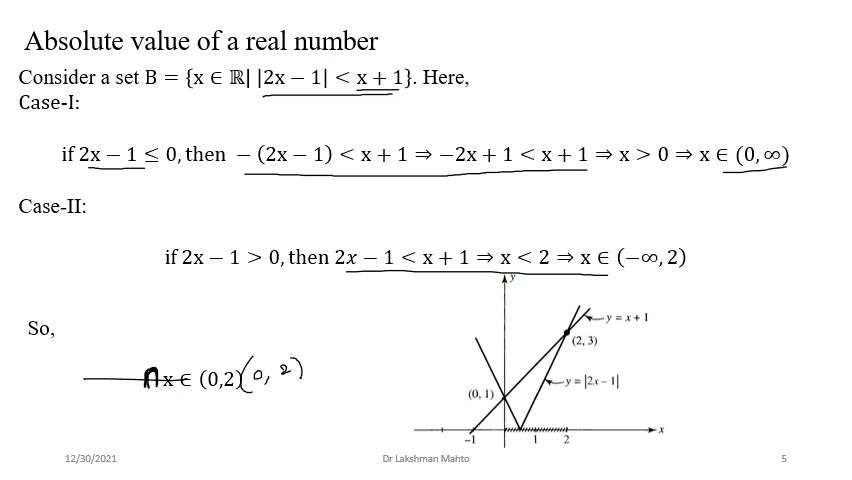 Absolute value of a real number
Consider a set B = {x ∈ ℝ| |2x − 1| < x + 1}. Here,
Case-I:
if 2x − 1 ≤ 0, then − (2x − 1) < x + 1 ⇒ −2x + 1 < x + 1 ⇒ x > 0 ⇒ x ∈ (0, ∞)
Case-II:
if 2x − 1 > 0, then 2x − 1 < x + 1 ⇒ x < 2 ⇒ x ∈ (−∞, 2)
y
y = x + 1
So,
(2, 3)
x ∈ (0,2) (0, 2)
y = |2x − 1|
(0, 1)
x
−1 1 2
12/30/2021 Dr Lakshman Mahto 5